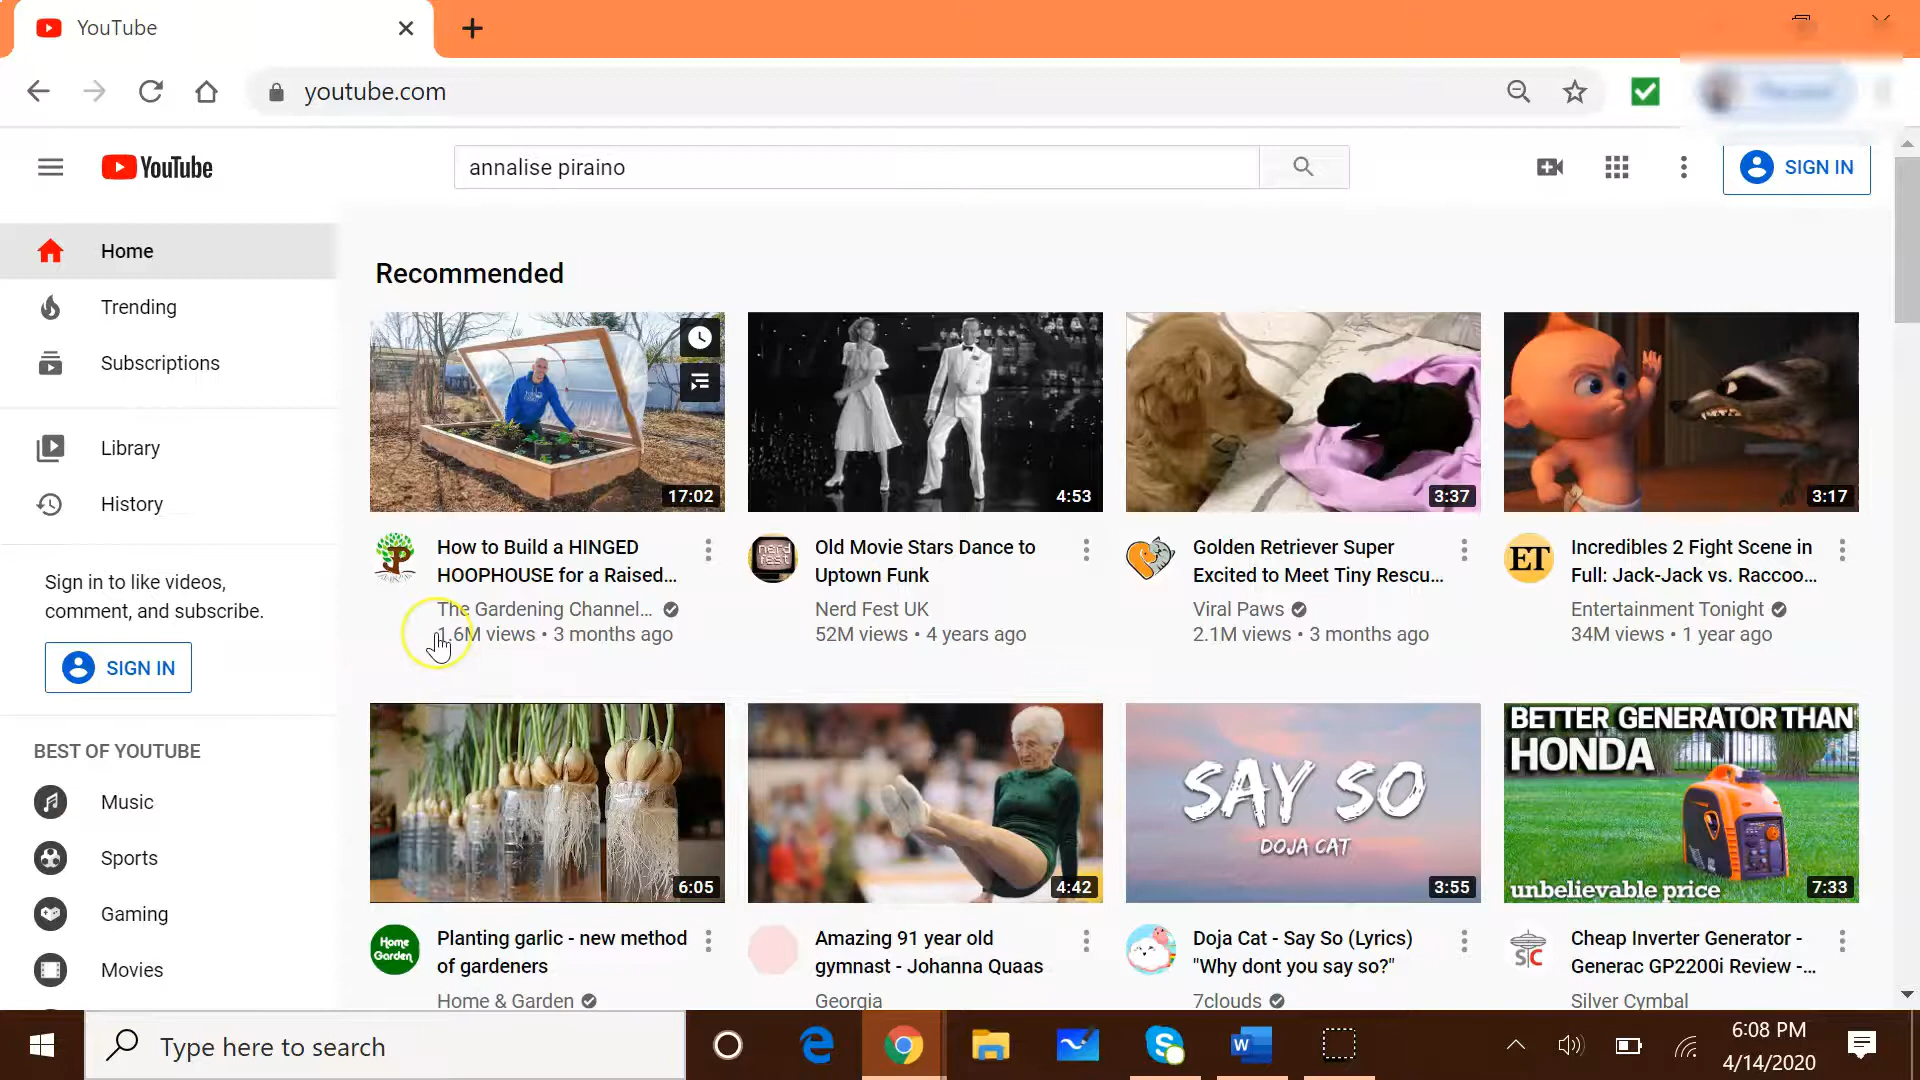 YouTube
youtube.com
YouTube
annalise piraino
SIGN IN
Home
Trending
Subscriptions
Library
History
Sign in to like videos,
comment, and subscribe.
SIGN IN
BEST OF YOUTUBE
Music
Sports
Gaming
Movies
Recommended
17:02
How to Build a HINGED
HOOPHOUSE for a Raised...
The Gardening Channel...
1.6M views • 3 months ago
4:53
nerd
fest
Old Movie Stars Dance to
Uptown Funk
Nerd Fest UK
52M views • 4 years ago
3:37
Golden Retriever Super
Excited to Meet Tiny Rescu...
Viral Paws
2.1M views • 3 months ago
3:17
ET
Incredibles 2 Fight Scene in
Full: Jack-Jack vs. Raccoo...
Entertainment Tonight
34M views • 1 year ago
6:05
Home
Garden
Planting garlic - new method
of gardeners
Home & Garden
4:42
Amazing 91 year old
gymnast - Johanna Quaas
Georgia
SAY SO
DOJA CAT
3:55
Doja Cat - Say So (Lyrics)
"Why dont you say so?"
7clouds
BETTER GENERATOR THAN
HONDA
unbelievable price
7:33
SC
Cheap Inverter Generator -
Generac GP2200i Review -...
Silver Cymbal
Type here to search
W
6:08 PM
4/14/2020